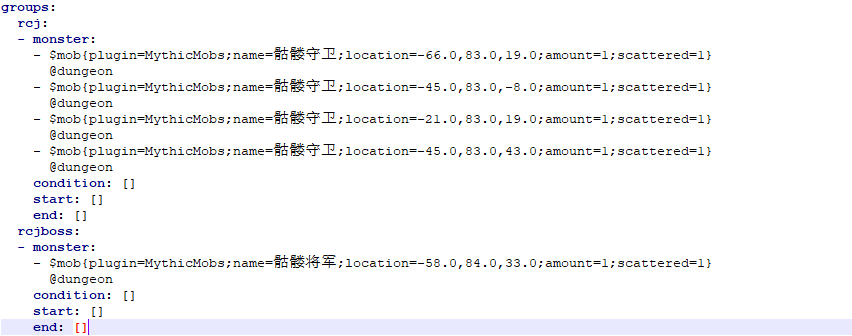 groups:
  rcj:
  - monster:
    - $mob{plugin=MythicMobs;name=骷髅守卫;location=-66.0,83.0,19.0;amount=1;scattered=1}
      @dungeon
    - $mob{plugin=MythicMobs;name=骷髅守卫;location=-45.0,83.0,-8.0;amount=1;scattered=1}
      @dungeon
    - $mob{plugin=MythicMobs;name=骷髅守卫;location=-21.0,83.0,19.0;amount=1;scattered=1}
      @dungeon
    - $mob{plugin=MythicMobs;name=骷髅守卫;location=-45.0,83.0,43.0;amount=1;scattered=1}
      @dungeon
    condition: []
    start: []
    end: []
  rcjboss:
  - monster:
    - $mob{plugin=MythicMobs;name=骷髅将军;location=-58.0,84.0,33.0;amount=1;scattered=1}
      @dungeon
    condition: []
    start: []
    end: []